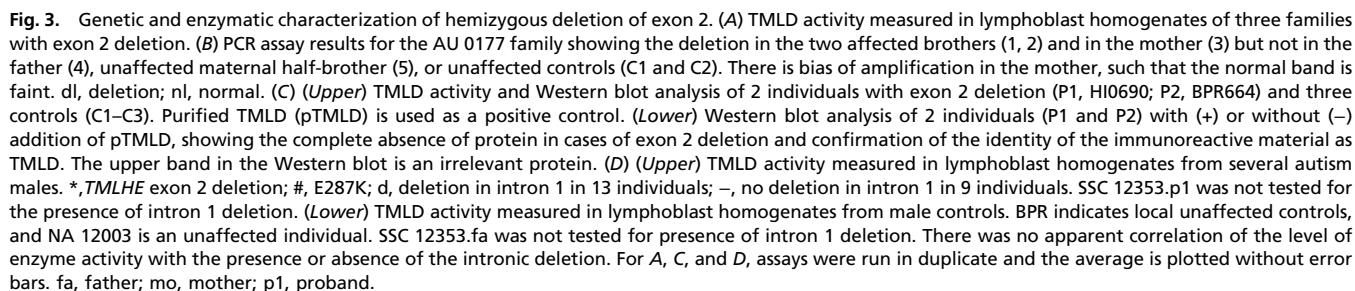 Fig. 3. Genetic and enzymatic characterization of hemizygous deletion of exon 2. (A) TMLD activity measured in lymphoblast homogenates of three families
with exon 2 deletion. (B) PCR assay results for the AU 0177 family showing the deletion in the two affected brothers (1, 2) and in the mother (3) but not in the
father (4), unaffected maternal half-brother (5), or unaffected controls (C1 and C2). There is bias of amplification in the mother, such that the normal band is
faint. dl, deletion; nl, normal. (C) (Upper) TMLD activity and Western blot analysis of 2 individuals with exon 2 deletion (P1, HI0690; P2, BPR664) and three
controls (C1–C3). Purified TMLD (pTMLD) is used as a positive control. (Lower) Western blot analysis of 2 individuals (P1 and P2) with (+) or without (−)
addition of pTMLD, showing the complete absence of protein in cases of exon 2 deletion and confirmation of the identity of the immunoreactive material as
TMLD. The upper band in the Western blot is an irrelevant protein. (D) (Upper) TMLD activity measured in lymphoblast homogenates from several autism
males. *,TMLHE exon 2 deletion; #, E287K; d, deletion in intron 1 in 13 individuals; −, no deletion in intron 1 in 9 individuals. SSC 12353.p1 was not tested for
the presence of intron 1 deletion. (Lower) TMLD activity measured in lymphoblast homogenates from male controls. BPR indicates local unaffected controls,
and NA 12003 is an unaffected individual. SSC 12353.fa was not tested for presence of intron 1 deletion. There was no apparent correlation of the level of
enzyme activity with the presence or absence of the intronic deletion. For A, C, and D, assays were run in duplicate and the average is plotted without error
bars. fa, father; mo, mother; p1, proband.